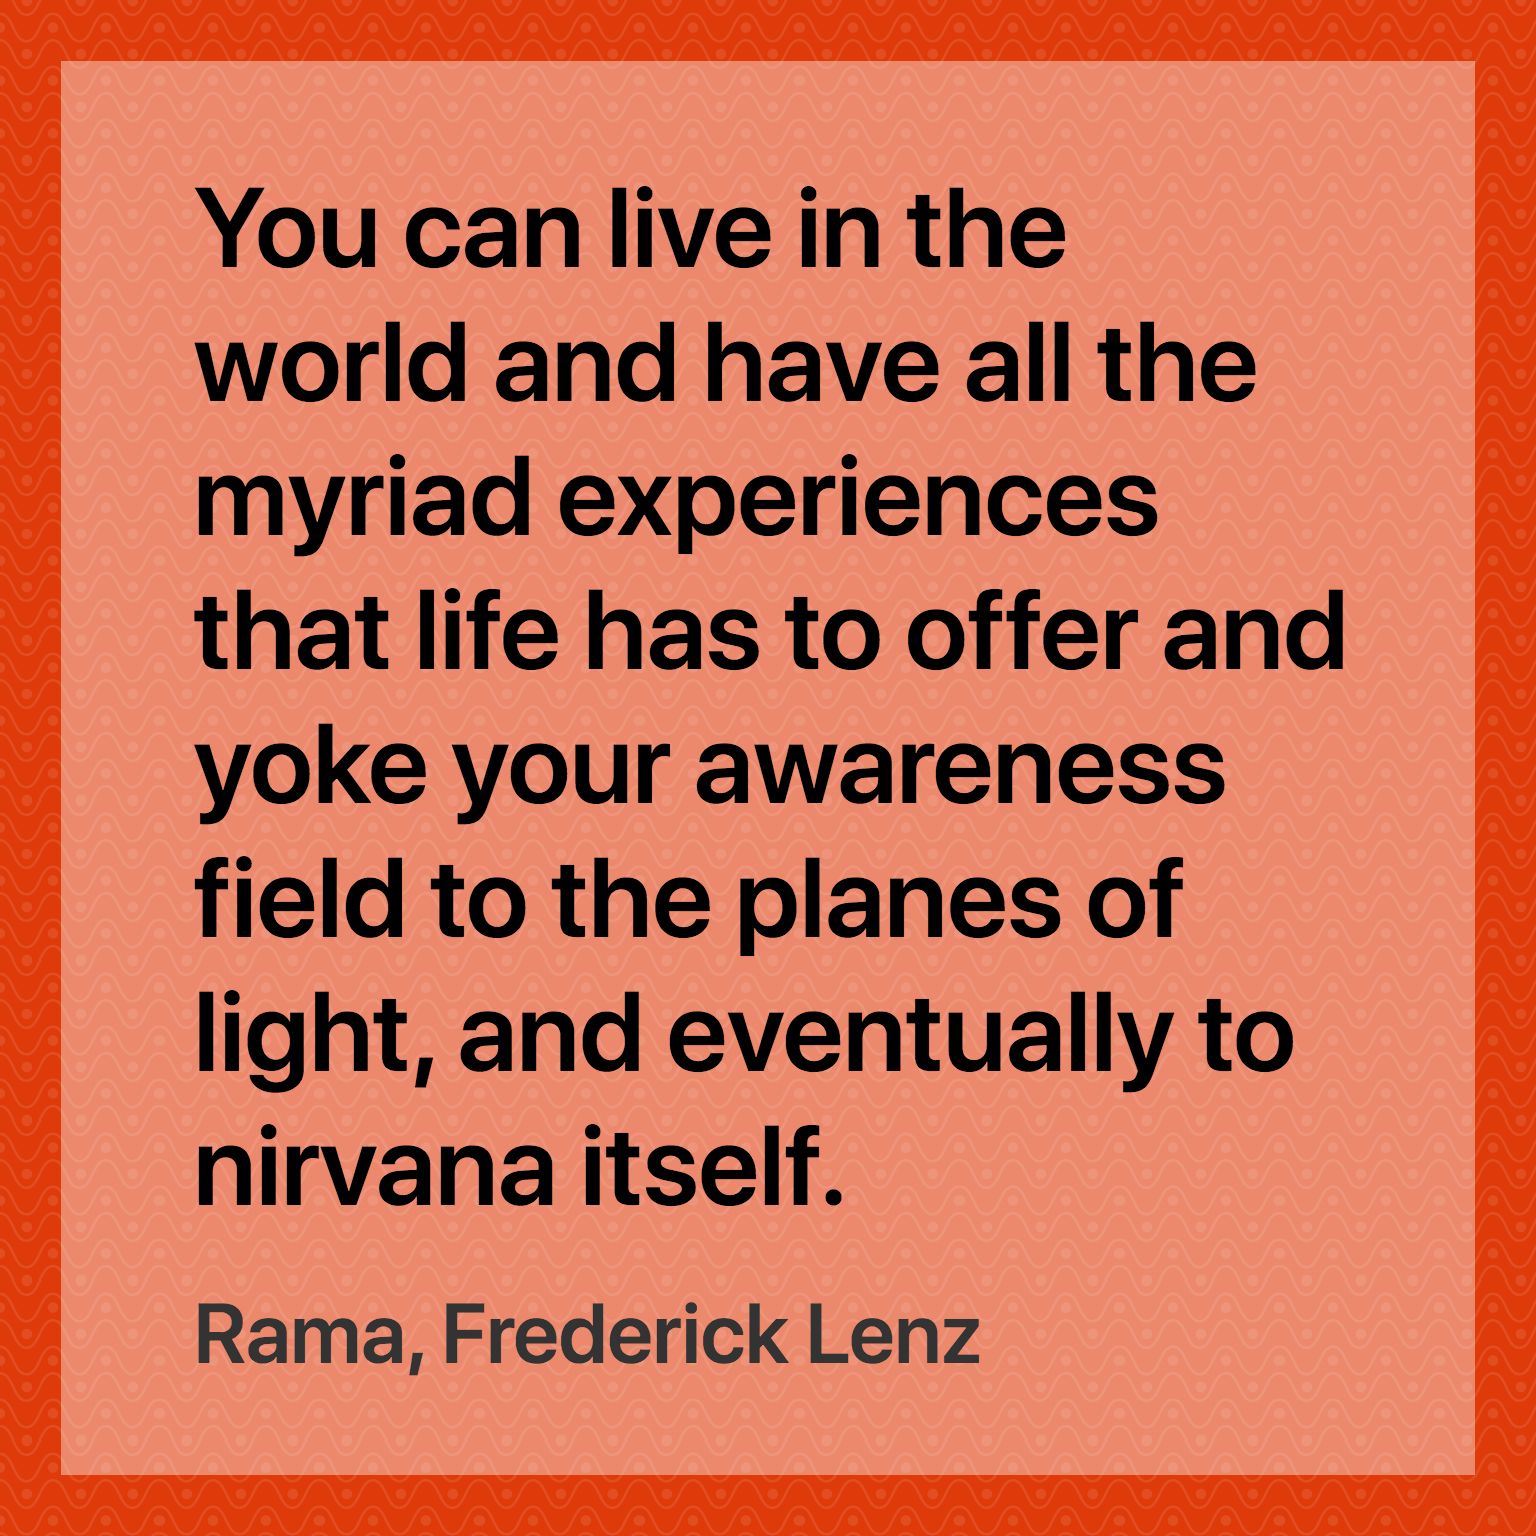 You can live in the
world and have all the
myriad experiences
that life has to offer and
yoke your awareness
field to the planes of
light, and eventually to
nirvana itself.
Rama, Frederick Lenz